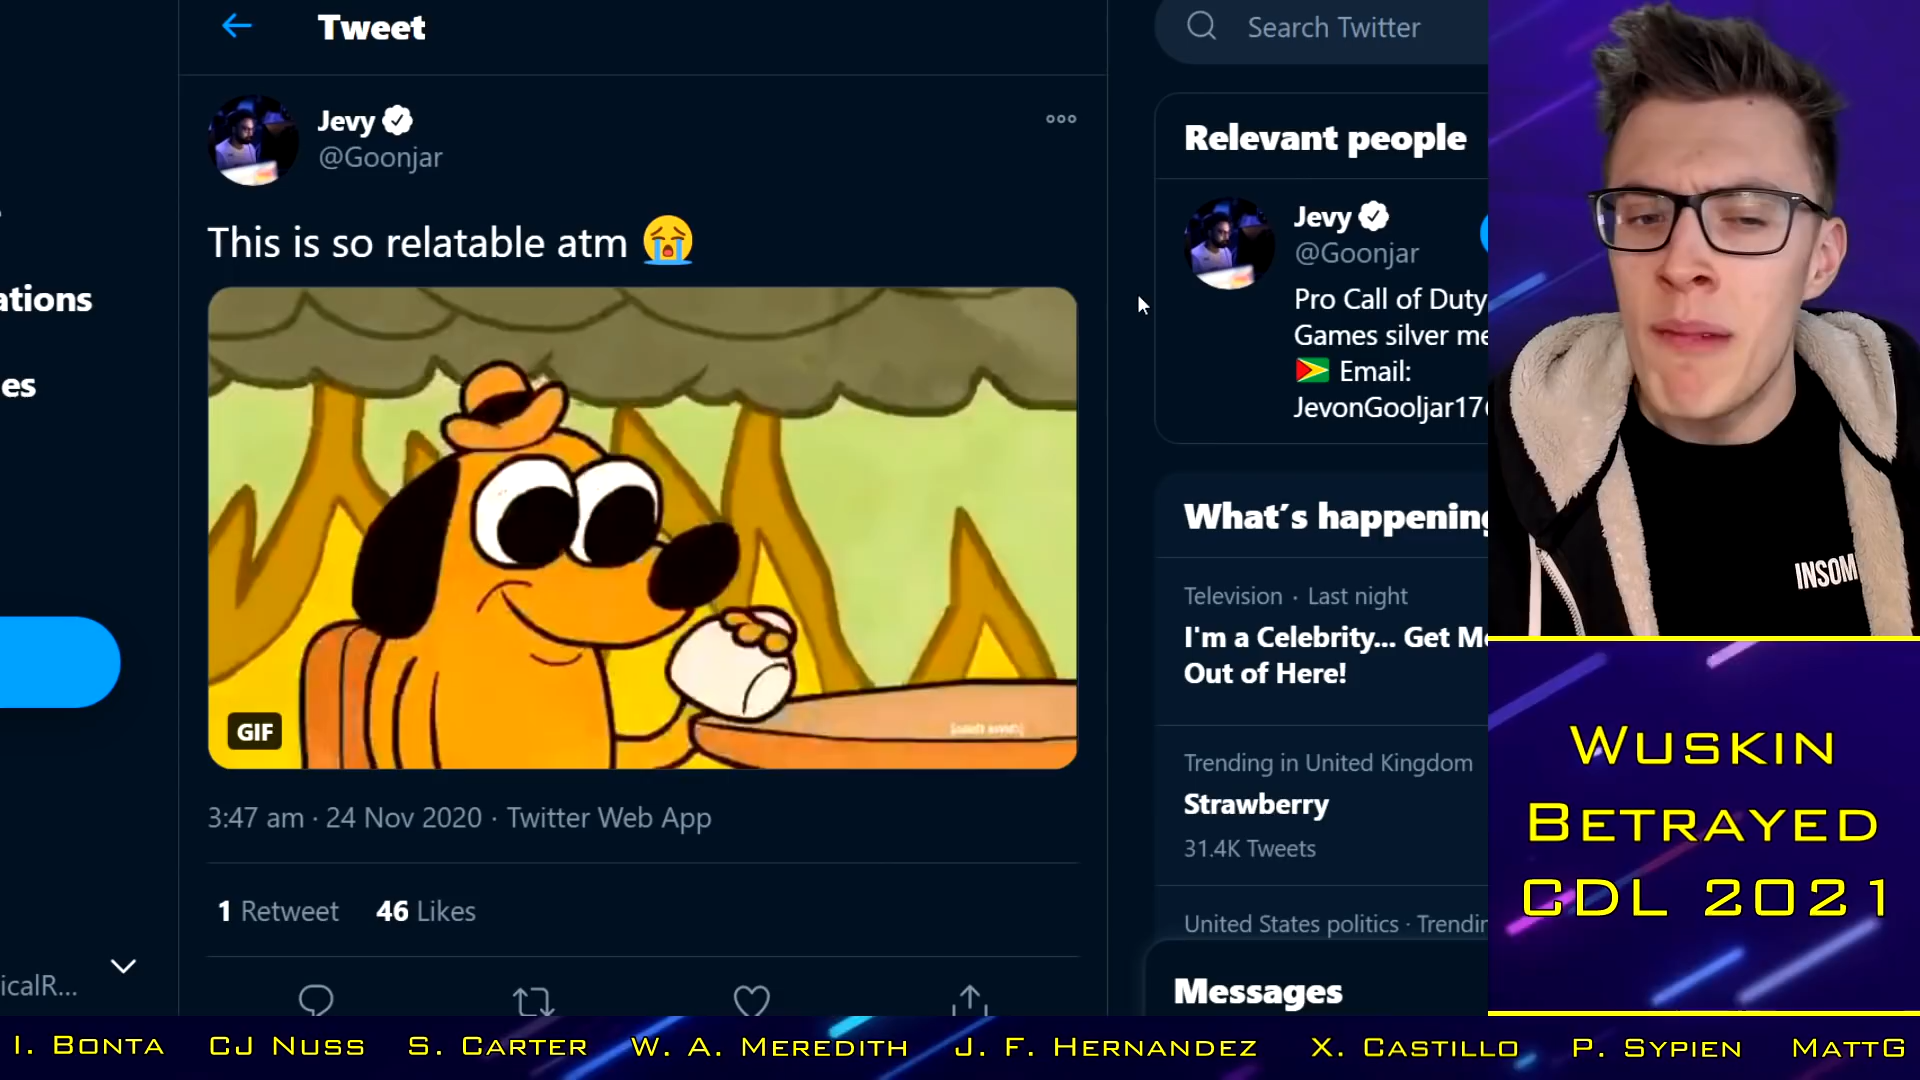 Tweet
Search Twitter
Jevy
@Goonjar
This is so relatable atm
GIF
3:47 am · 24 Nov 2020 · Twitter Web App
1 Retweet 46 Likes
ations
es
icalR...
Relevant people
Jevy
@Goonjar
Pro Call of Duty
Games silver me
Email:
JevonGooljar17
What's happening
Television · Last night
I'm a Celebrity... Get Me
Out of Here!
Trending in United Kingdom
Strawberry
31.4K Tweets
United States politics · Trendin
Messages
INSOM
WUSKIN
BETRAYED
CDL 2021
I. BONTA CJ NUSS S. CARTER W. A. MEREDITH J. F. HERNANDEZ X. CASTILLO P. SYPIEN MATTG